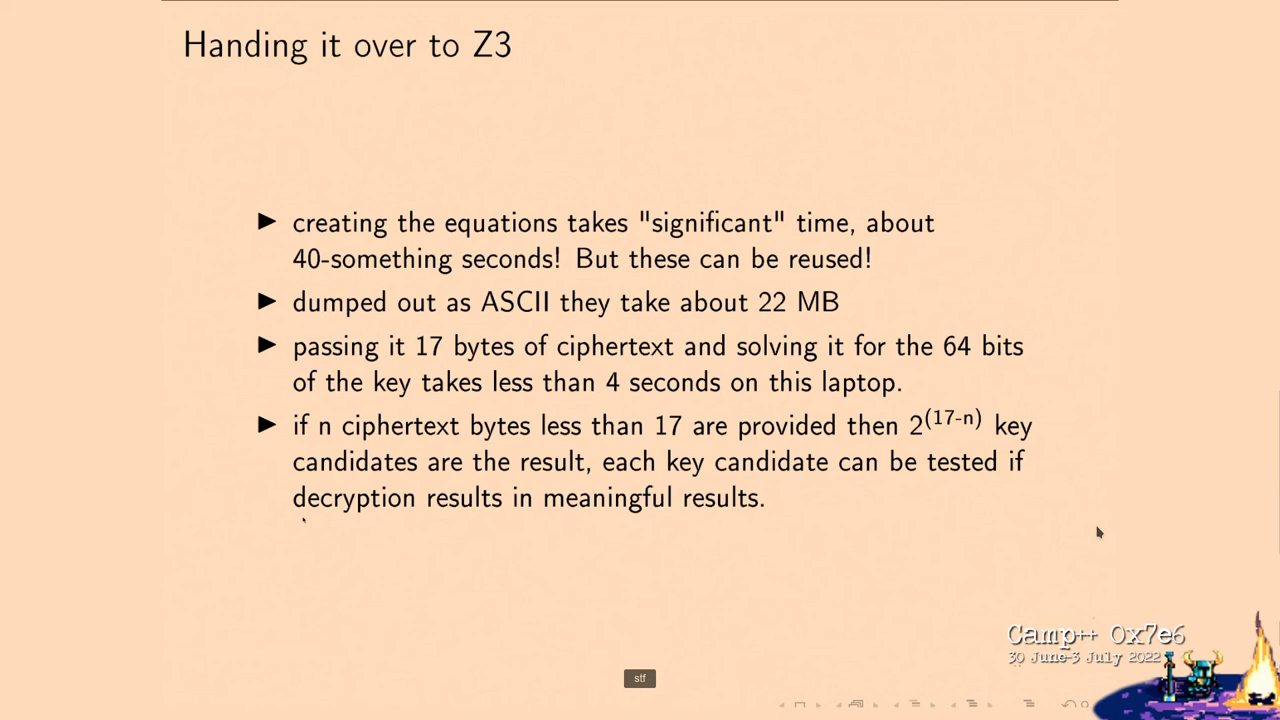 Handing it over to Z3
▶ creating the equations takes "significant" time, about
40-something seconds! But these can be reused!
▶ dumped out as ASCII they take about 22 MB
▶ passing it 17 bytes of ciphertext and solving it for the 64 bits
of the key takes less than 4 seconds on this laptop.
▶ if n ciphertext bytes less than 17 are provided then 2^(17-n) key
candidates are the result, each key candidate can be tested if
decryption results in meaningful results.
Camp++ 0x7e6
30 June-3 July 2022
stf